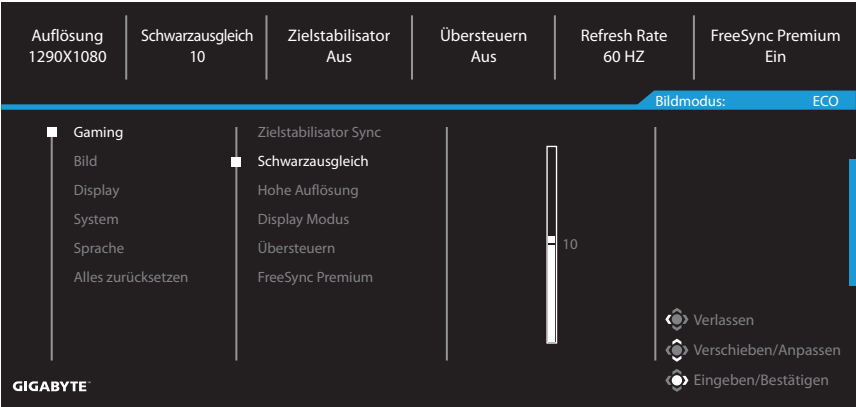 Auflösung
1290X1080
Schwarzausgleich
10
Zielstabilisator
Aus
Übersteuern
Aus
Refresh Rate
60 HZ
FreeSync Premium
Ein
Bildmodus: ECO
Gaming
Bild
Display
System
Sprache
Alles zurücksetzen
Zielstabilisator Sync
Schwarzausgleich
Hohe Auflösung
Display Modus
Übersteuern
FreeSync Premium
10
Verlassen
Verschieben/Anpassen
Eingeben/Bestätigen
GIGABYTE™